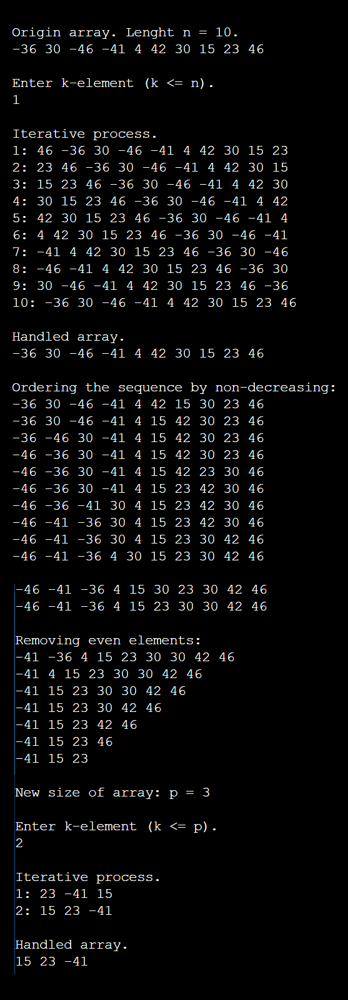 Origin array. Lenght n = 10.
-36 30 -46 -41 4 42 30 15 23 46
Enter k-element (k <= n).
1
Iterative process.
1: 46 -36 30 -46 -41 4 42 30 15 23
2: 23 46 -36 30 -46 -41 4 42 30 15
3: 15 23 46 -36 30 -46 -41 4 42 30
4: 30 15 23 46 -36 30 -46 -41 4 42
5: 42 30 15 23 46 -36 30 -46 -41 4
6: 4 42 30 15 23 46 -36 30 -46 -41
7: -41 4 42 30 15 23 46 -36 30 -46
8: -46 -41 4 42 30 15 23 46 -36 30
9: 30 -46 -41 4 42 30 15 23 46 -36
10: -36 30 -46 -41 4 42 30 15 23 46
Handled array.
-36 30 -46 -41 4 42 30 15 23 46
Ordering the sequence by non-decreasing:
-36 30 -46 -41 4 42 15 30 23 46
-36 30 -46 -41 4 15 42 30 23 46
-36 -46 30 -41 4 15 42 30 23 46
-46 -36 30 -41 4 15 42 30 23 46
-46 -36 30 -41 4 15 42 23 30 46
-46 -36 30 -41 4 15 23 42 30 46
-46 -36 -41 30 4 15 23 42 30 46
-46 -41 -36 30 4 15 23 42 30 46
-46 -41 -36 30 4 15 23 30 42 46
-46 -41 -36 4 30 15 23 30 42 46
-46 -41 -36 4 15 30 23 30 42 46
-46 -41 -36 4 15 23 30 30 42 46
Removing even elements:
-41 -36 4 15 23 30 30 42 46
-41 4 15 23 30 30 42 46
-41 15 23 30 30 42 46
-41 15 23 30 42 46
-41 15 23 42 46
-41 15 23 46
-41 15 23
New size of array: p = 3
Enter k-element (k <= p).
2
Iterative process.
1: 23 -41 15
2: 15 23 -41
Handled array.
15 23 -41